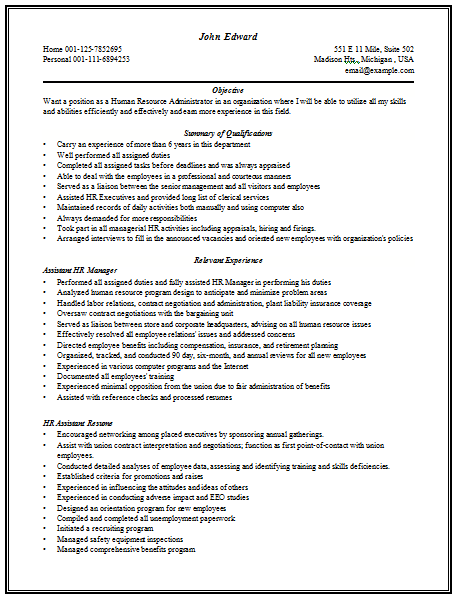 John Edward
Home 001-125-7852695
551 E 11 Mile, Suite 502
Personal 001-111-6894253
Madison Hts, Michigan , USA
email@example.com
Objective
Want a position as a Human Resource Administrator in an organization where I will be able to utilize all my skills
and abilities efficiently and effectively and earn more experience in this field.
Summary of Qualifications
• Carry an experience of more than 6 years in this department
• Well performed all assigned duties
• Completed all assigned tasks before deadlines and was always appraised
• Able to deal with the employees in a professional and courteous manners
• Served as a liaison between the senior management and all visitors and employees
• Assisted HR Executives and provided long list of clerical services
• Maintained records of daily activities both manually and using computer also
• Always demanded for more responsibilities
• Took part in all managerial HR activities including appraisals, hiring and firings.
• Arranged interviews to fill in the announced vacancies and oriented new employees with organization's policies
Relevant Experience
Assistant HR Manager
• Performed all assigned duties and fully assisted HR Manager in performing his duties
• Analyzed human resource program design to anticipate and minimize problem areas
• Handled labor relations, contract negotiation and administration, plant liability insurance coverage
• Oversaw contract negotiations with the bargaining unit
• Served as liaison between store and corporate headquarters, advising on all human resource issues
• Effectively resolved all employee relations' issues and addressed concerns
• Directed employee benefits including compensation, insurance, and retirement planning
• Organized, tracked, and conducted 90 day, six-month, and annual reviews for all new employees
• Experienced in various computer programs and the Internet
• Documented all employees' training
• Experienced minimal opposition from the union due to fair administration of benefits
• Assisted with reference checks and processed resumes
HR Assistant Resume
• Encouraged networking among placed executives by sponsoring annual gatherings.
• Assist with union contract interpretation and negotiations; function as first point-of-contact with union
employees.
• Conducted detailed analyses of employee data, assessing and identifying training and skills deficiencies.
• Established criteria for promotions and raises
• Experienced in influencing the attitudes and ideas of others
• Experienced in conducting adverse impact and EEO studies
• Designed an orientation program for new employees
• Compiled and completed all unemployment paperwork
• Initiated a recruiting program
• Managed safety equipment inspections
• Managed comprehensive benefits program